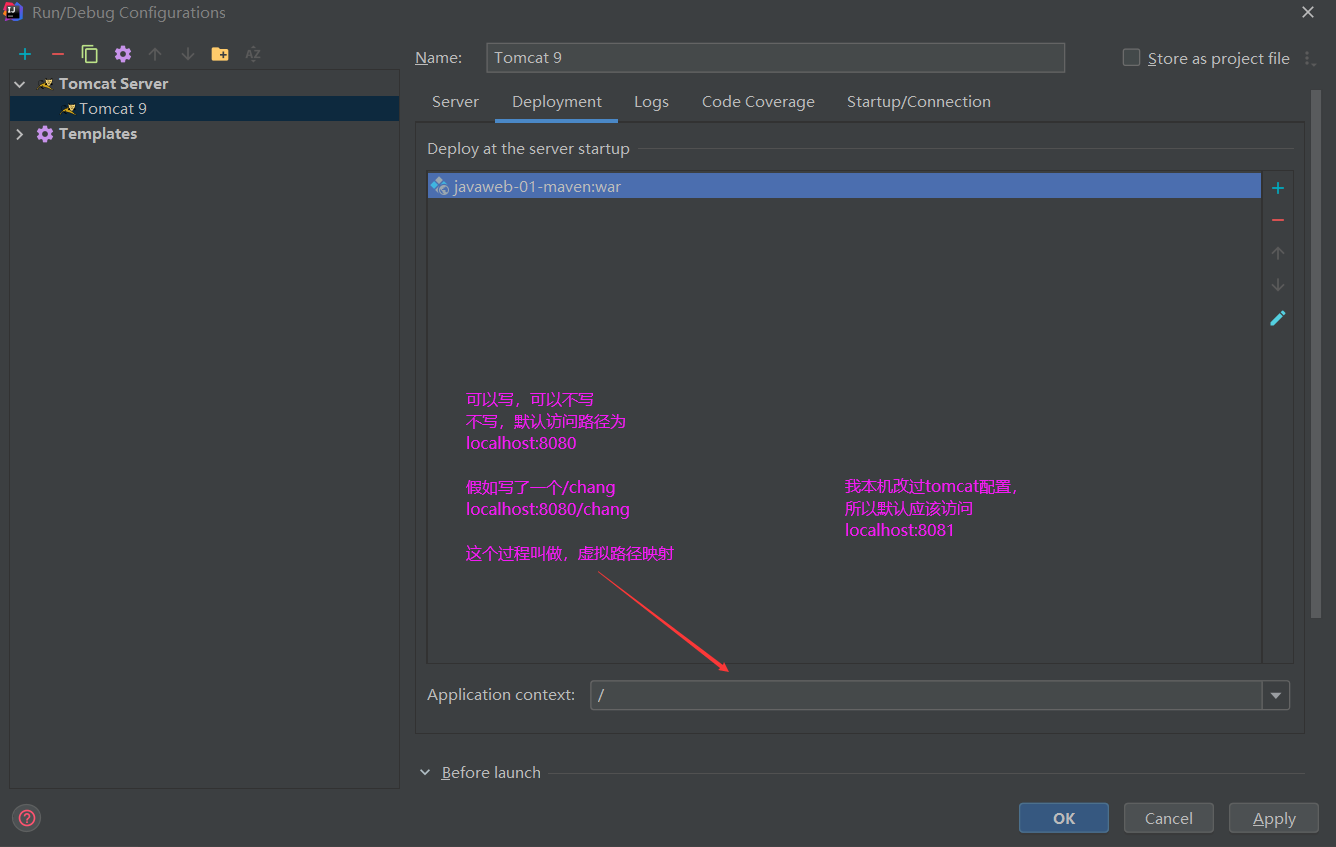 Run/Debug Configurations
Name:
Tomcat 9
Store as project file
Tomcat Server
Tomcat 9
Templates
Server
Deployment
Logs
Code Coverage
Startup/Connection
Deploy at the server startup
javaweb-01-maven:war
可以写，可以不写
不写，默认访问路径为
localhost:8080
假如写了一个/chang
localhost:8080/chang
这个过程叫做，虚拟路径映射
我本机改过tomcat配置，
所以默认应该访问
localhost:8081
Application context:
/
Before launch
OK
Cancel
Apply